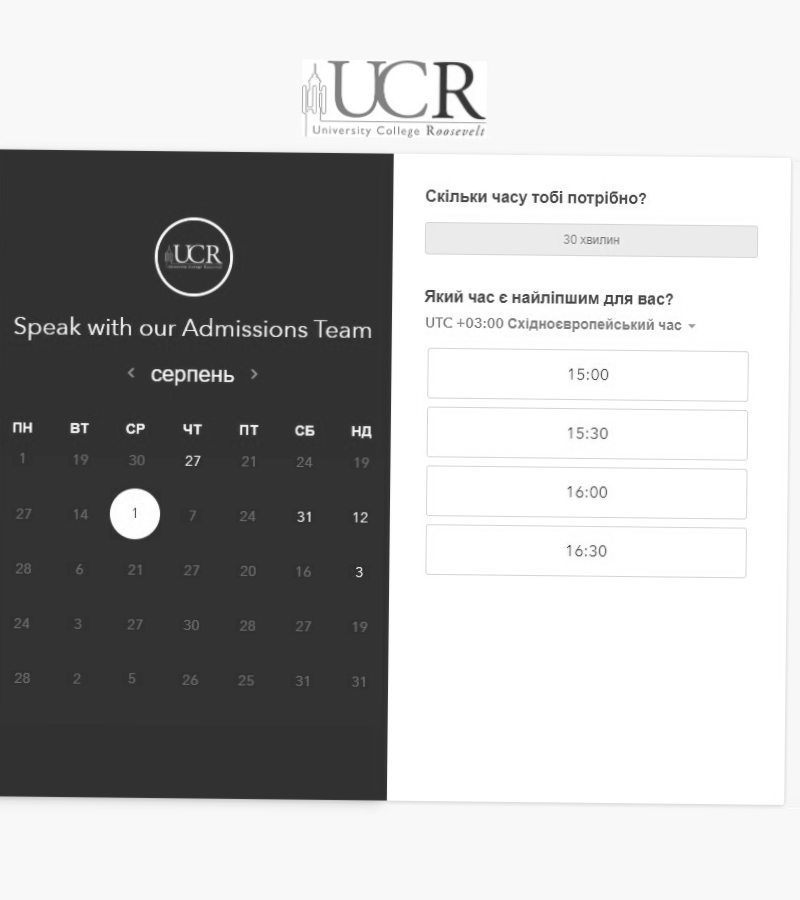 UCR
University College Roosevelt
UCR
University College Roosevelt
Speak with our Admissions Team
серпень
ПН ВТ СР ЧТ ПТ СБ НД
1 19 30 27 21 24 19
27 14 1 7 24 31 12
28 6 21 27 20 16 3
24 3 27 30 28 27 19
28 2 5 26 25 31 31
Скільки часу тобі потрібно?
30 хвилин
Який час є найліпшим для вас?
UTC +03:00 Східноєвропейський час
15:00
15:30
16:00
16:30